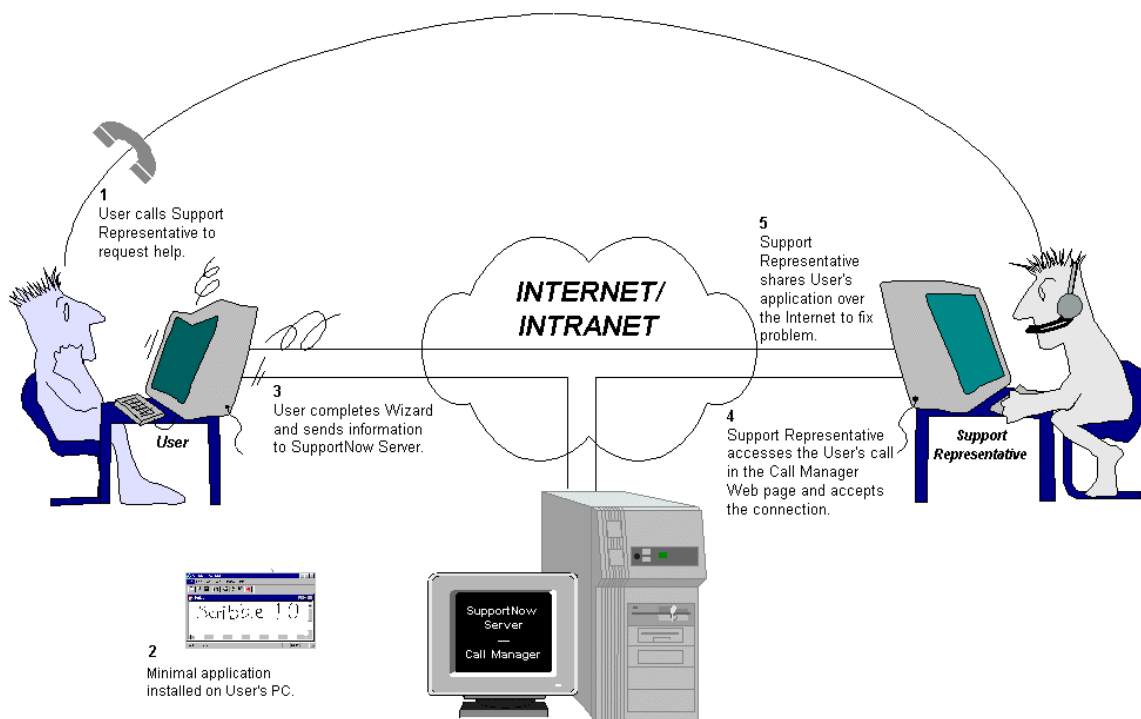 1
User calls Support
Representative to
request help.
5
Support
Representative
shares User's
application over
the Internet to fix
problem.
INTERNET/
INTRANET
3
User completes Wizard
and sends information
to SupportNow Server.
4
Support Representative
accesses the User's call
in the Call Manager
Web page and accepts
the connection.
User
Support
Representative
Scribble 1.0
2
Minimal application
installed on User's PC.
SupportNow
Server
—
Call Manager